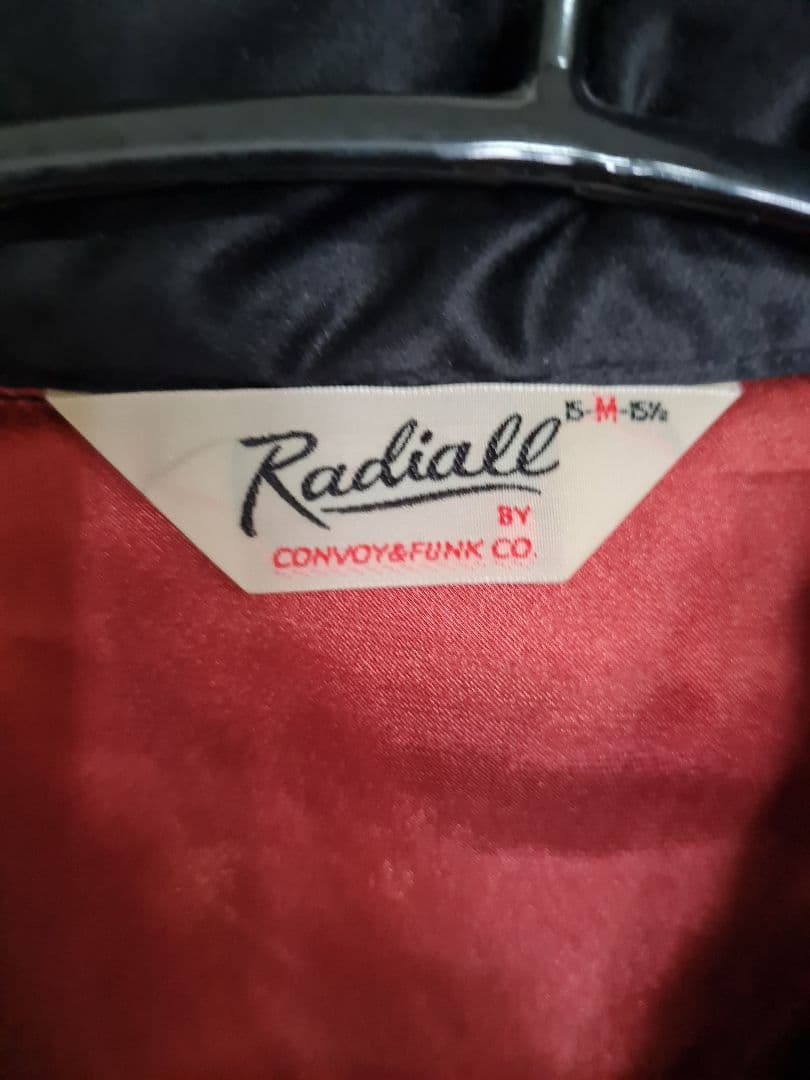 Radiall
15-M-15½
BY
CONVOY&FUNK CO.